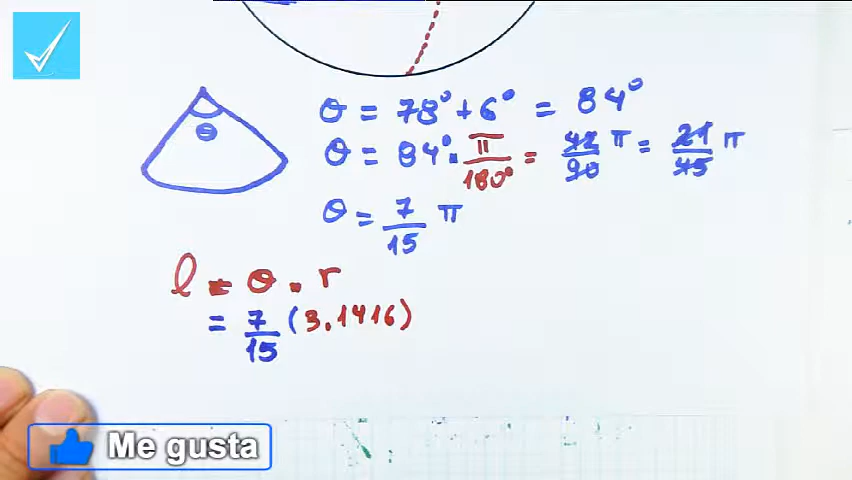 θ
θ = 78° + 6° = 84°
θ = 84° · π/180° = 42/90 π = 21/45 π
θ = 7/15 π
l = θ . r
= 7/15 (3.1416)
Me gusta